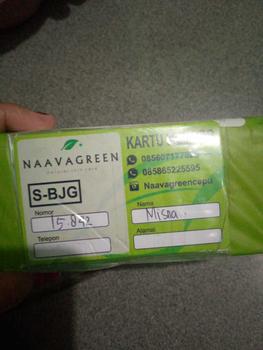 NAAVAGREEN
KARTU
085865225595
Naavagreencepu
S-BJG
Nomor
15.842
Nama
Misna
Telepon
Alamat